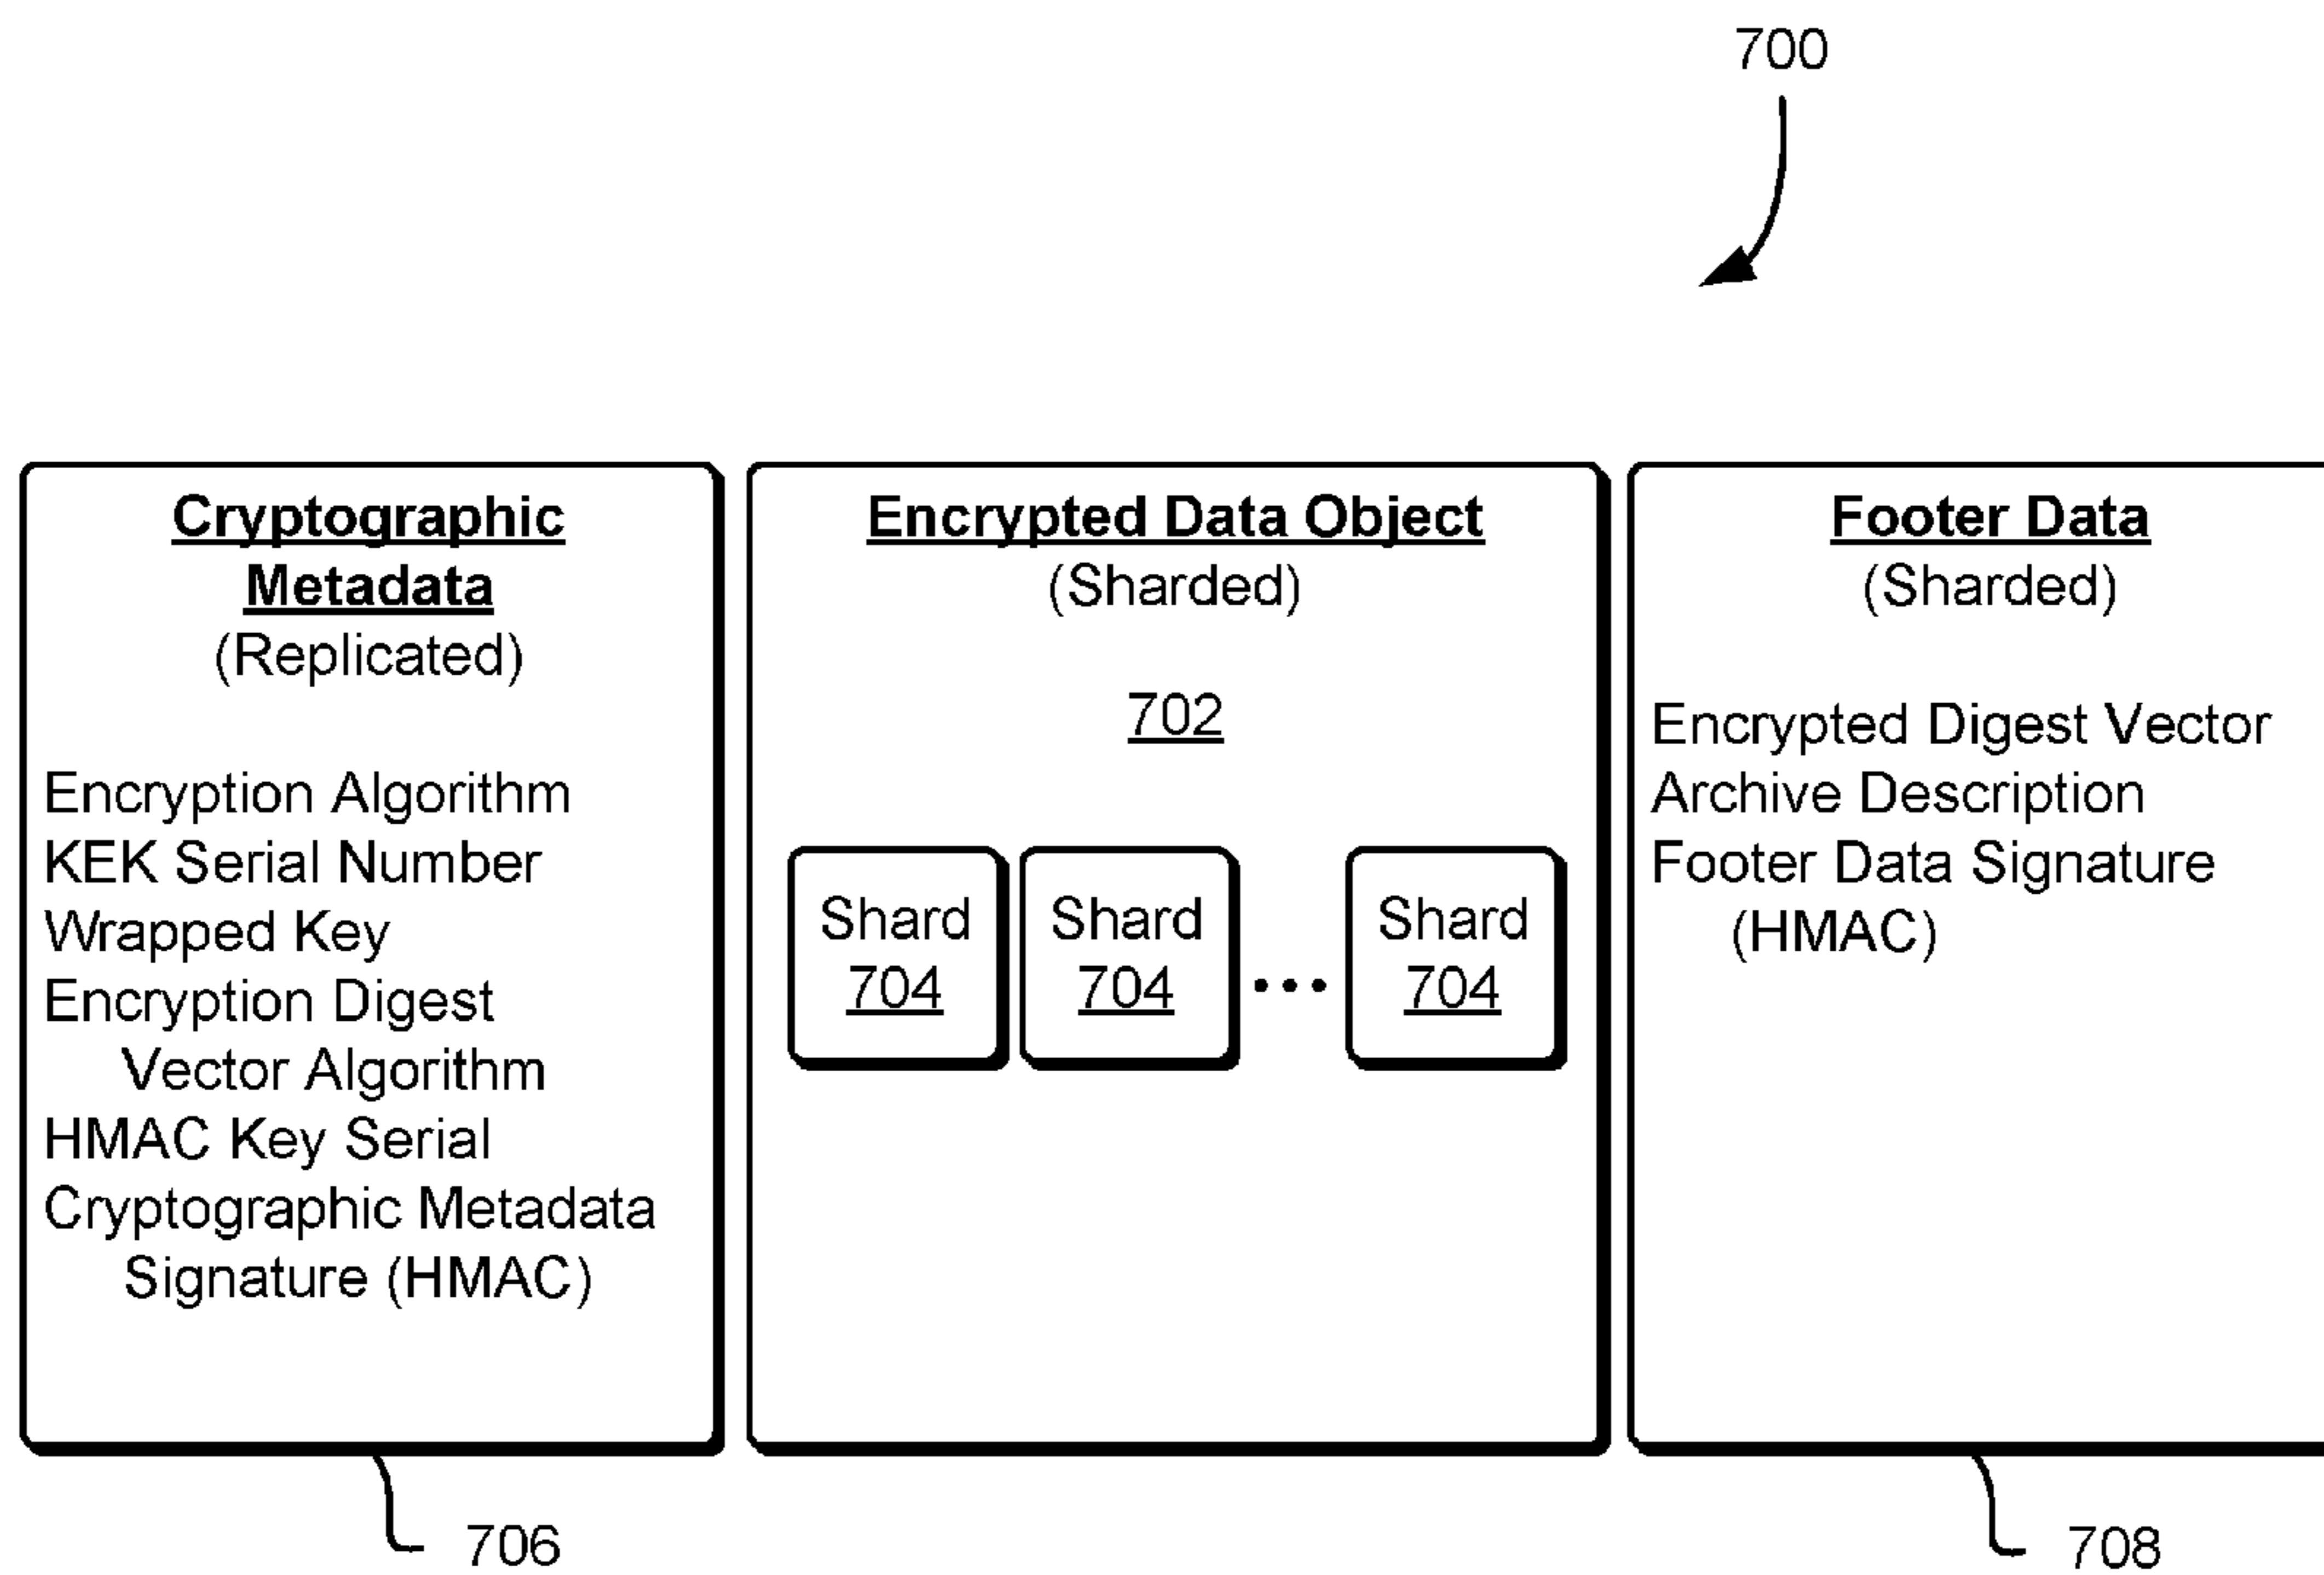 700
Cryptographic
Metadata
(Replicated)
Encryption Algorithm
KEK Serial Number
Wrapped Key
Encryption Digest
Vector Algorithm
HMAC Key Serial
Cryptographic Metadata
Signature (HMAC)
706
Encrypted Data Object
(Sharded)
702
Shard
704
Shard
704
...
Shard
704
Footer Data
(Sharded)
Encrypted Digest Vector
Archive Description
Footer Data Signature
(HMAC)
708